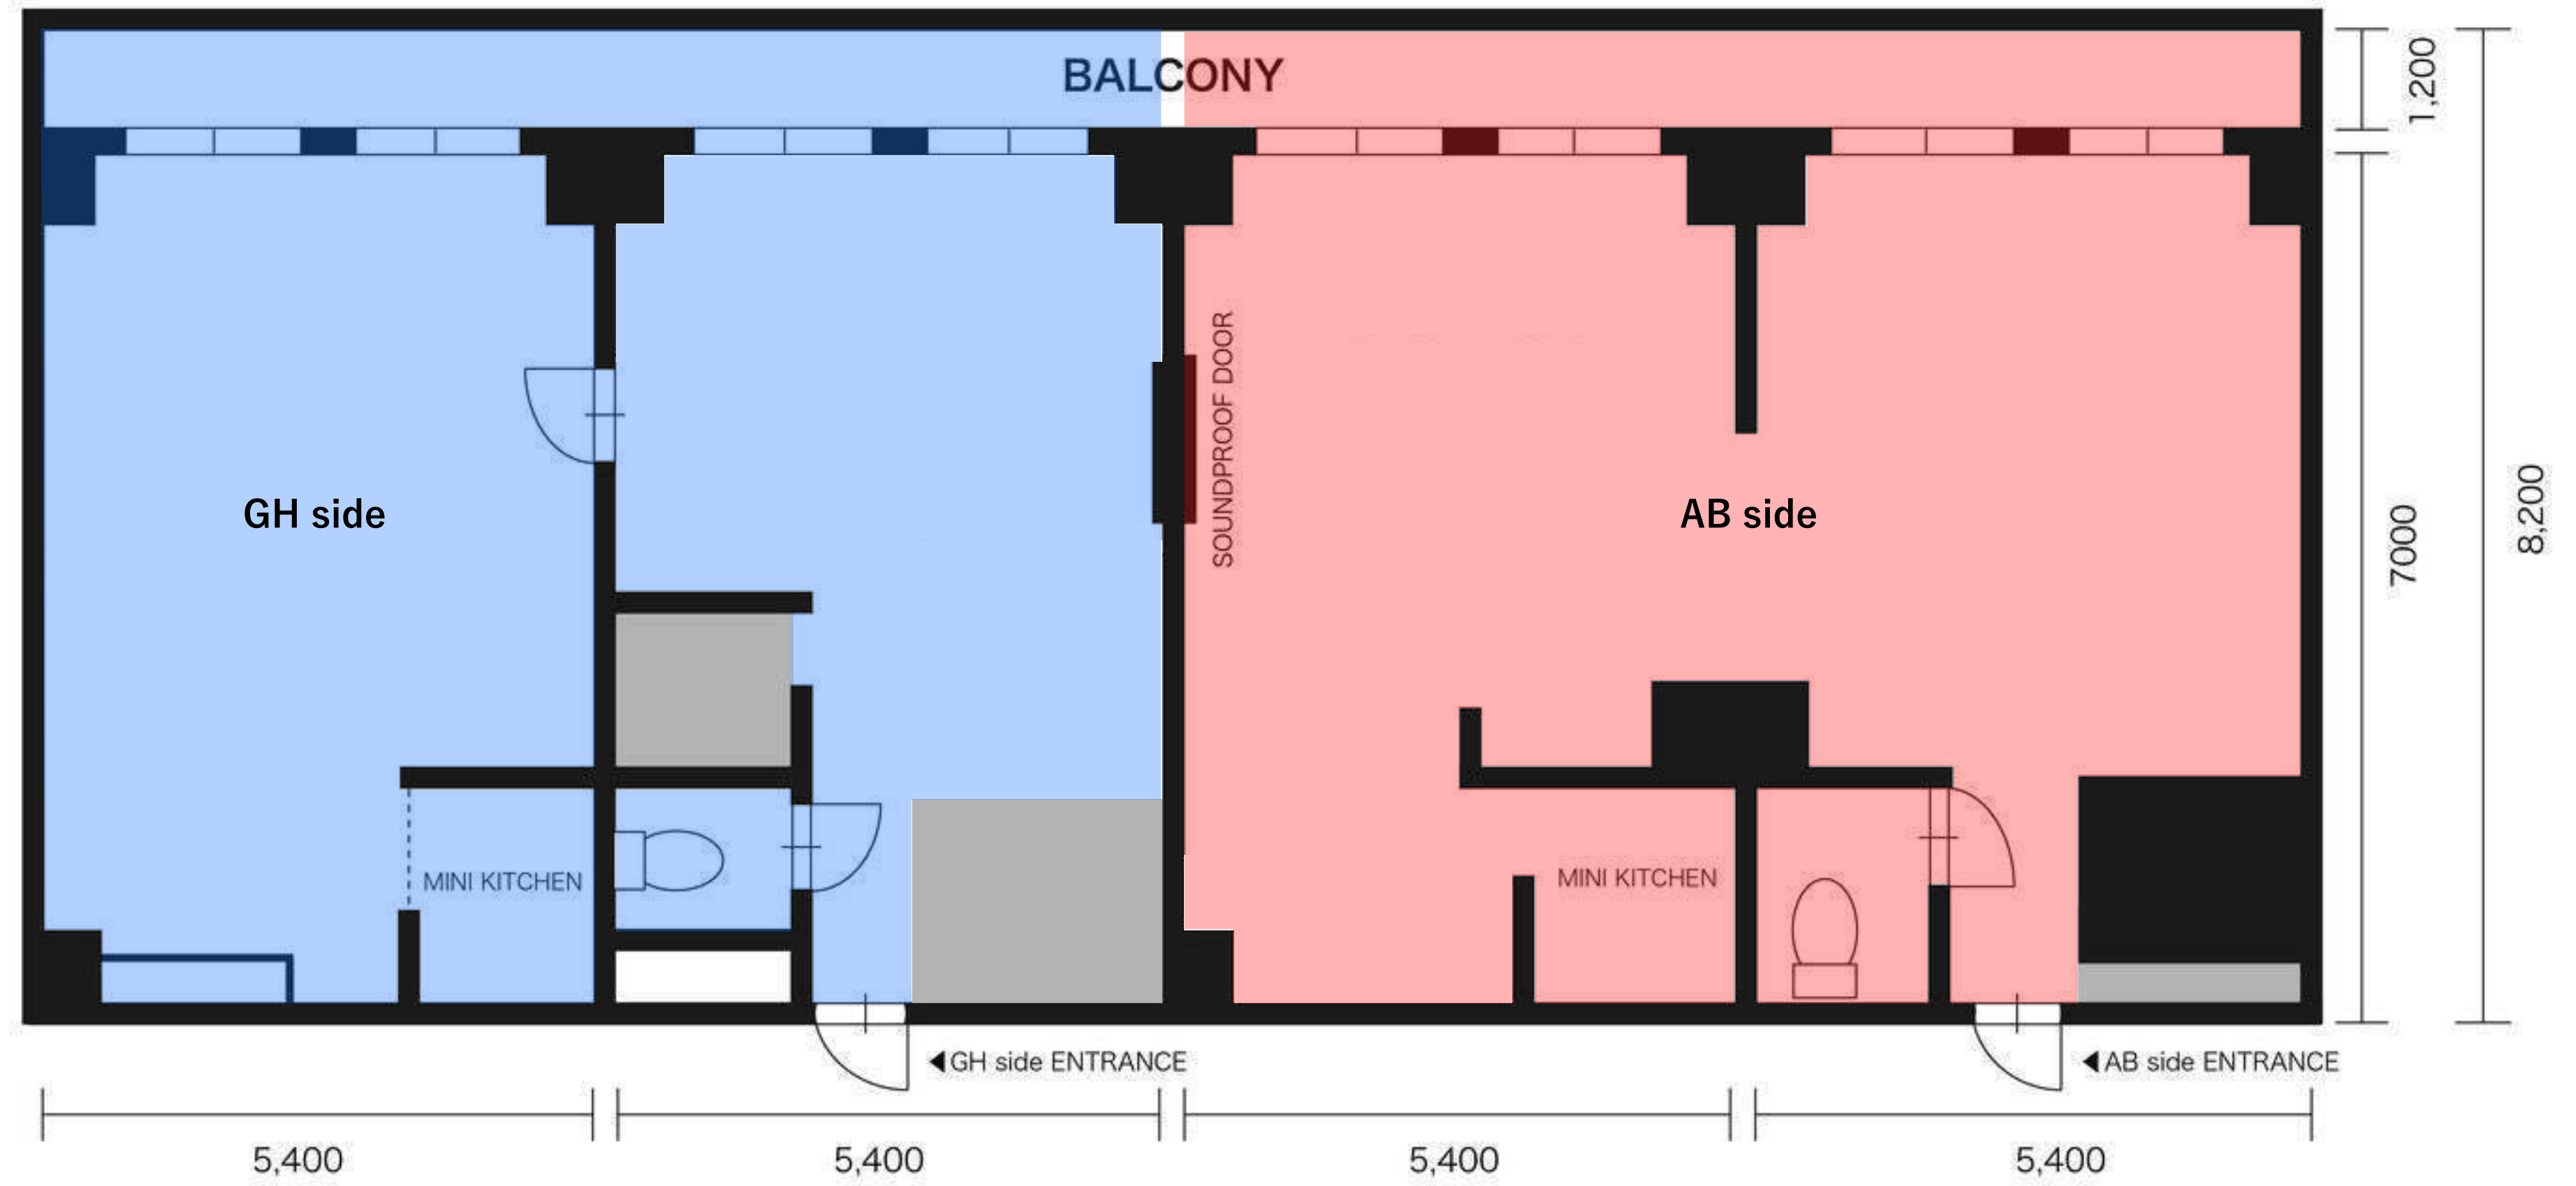 BALCONY
1,200
8,200
7000
SOUNDPROOF DOOR
GH side
AB side
MINI KITCHEN
MINI KITCHEN
◀GH side ENTRANCE
◀AB side ENTRANCE
5,400
5,400
5,400
5,400